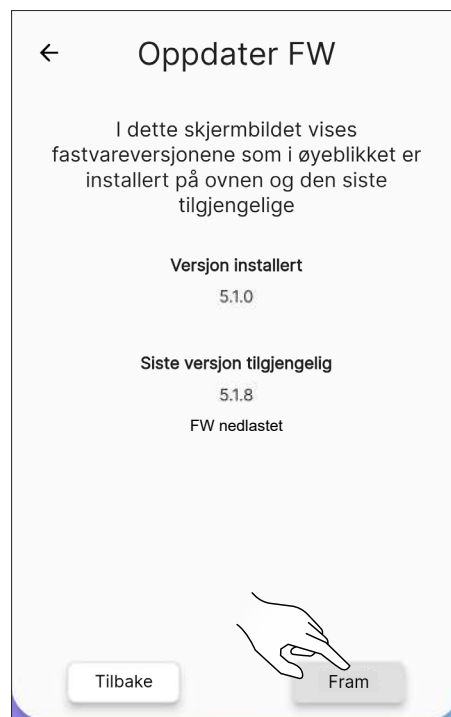 Oppdater FW
I dette skjermbildet vises
fastvareversjonene som i øyeblikket er
installert på ovnen og den siste
tilgjengelige
Versjon installert
5.1.0
Siste versjon tilgjengelig
5.1.8
FW nedlastet
Tilbake
Fram